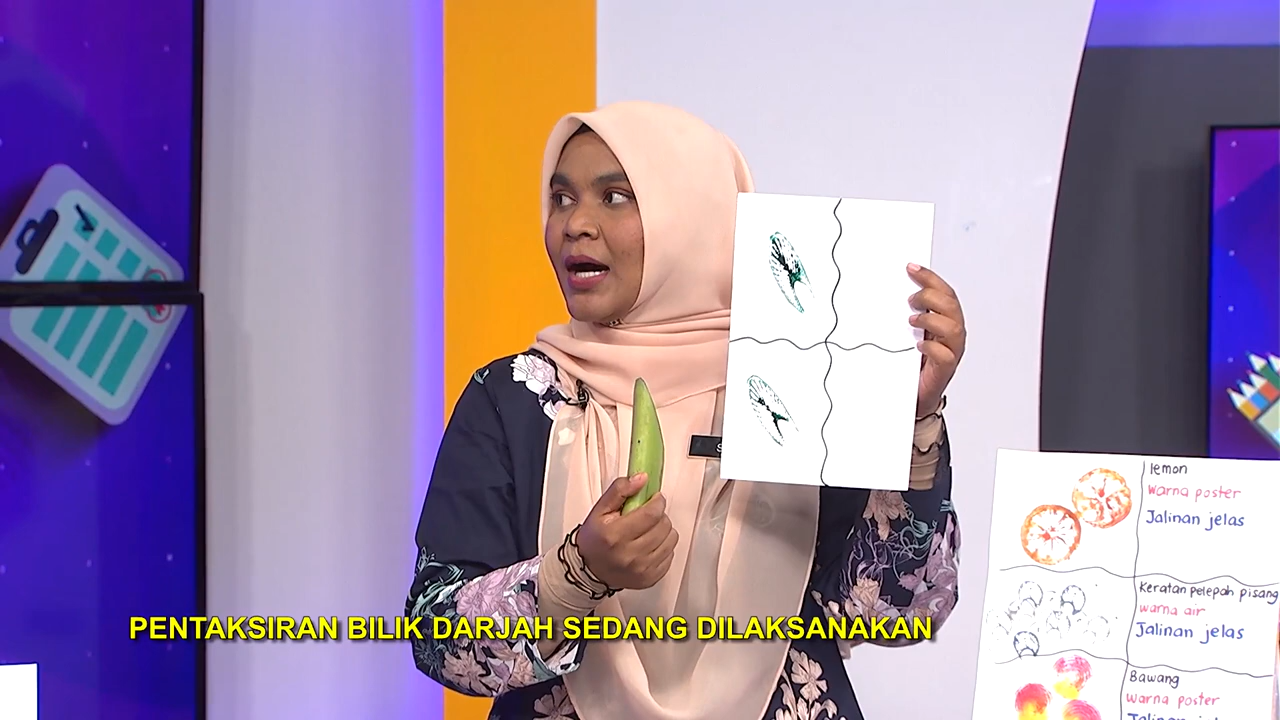 PENTAKSIRAN BILIK DARJAH SEDANG DILAKSANAKAN
lemon
warna poster
Jalinan jelas
Keratan pelepah pisang
warna air
Jalinan jelas
Bawang
warna poster